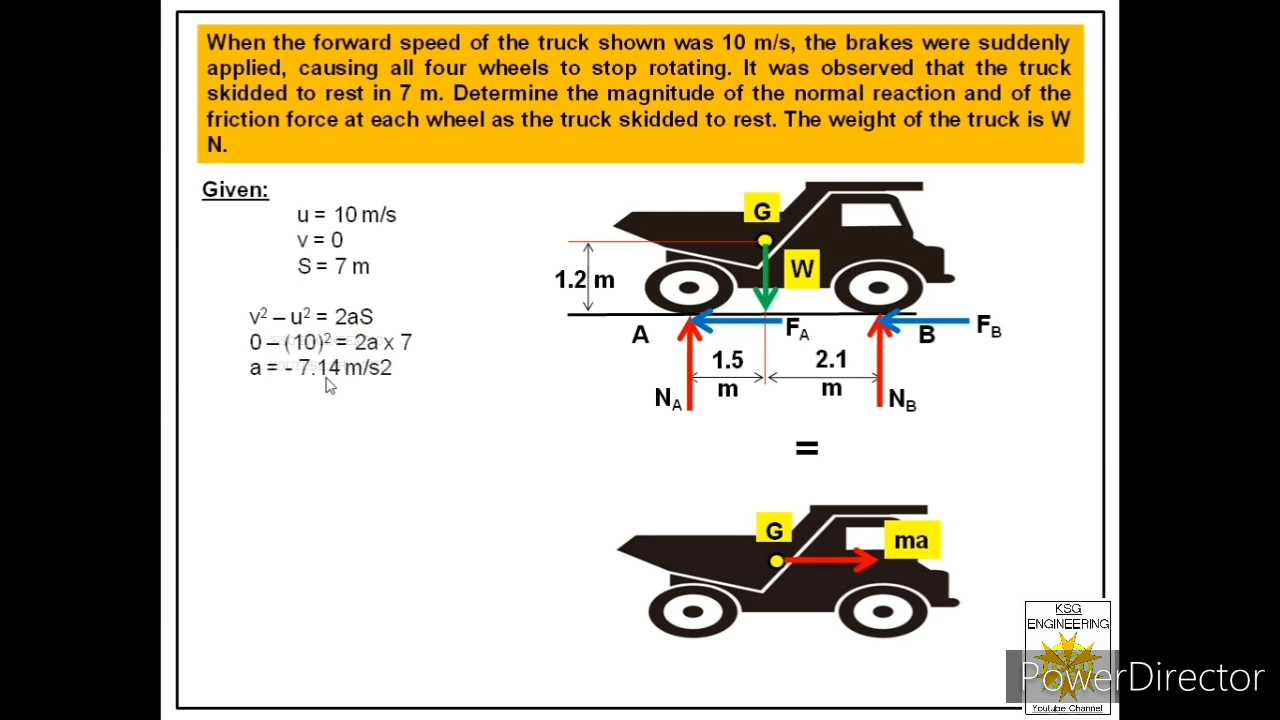 When the forward speed of the truck shown was 10 m/s, the brakes were suddenly
applied, causing all four wheels to stop rotating. It was observed that the truck
skidded to rest in 7 m. Determine the magnitude of the normal reaction and of the
friction force at each wheel as the truck skidded to rest. The weight of the truck is W
N.
Given:
u = 10 m/s
v = 0
S = 7 m
v² – u² = 2aS
0 – (10)² = 2a x 7
a = - 7.14 m/s2
G
W
1.2 m
A
F_A
B
F_B
1.5
m
2.1
m
N_A
N_B
=
G
ma
KSG
ENGINEERING
Youtube Channel
PowerDirector